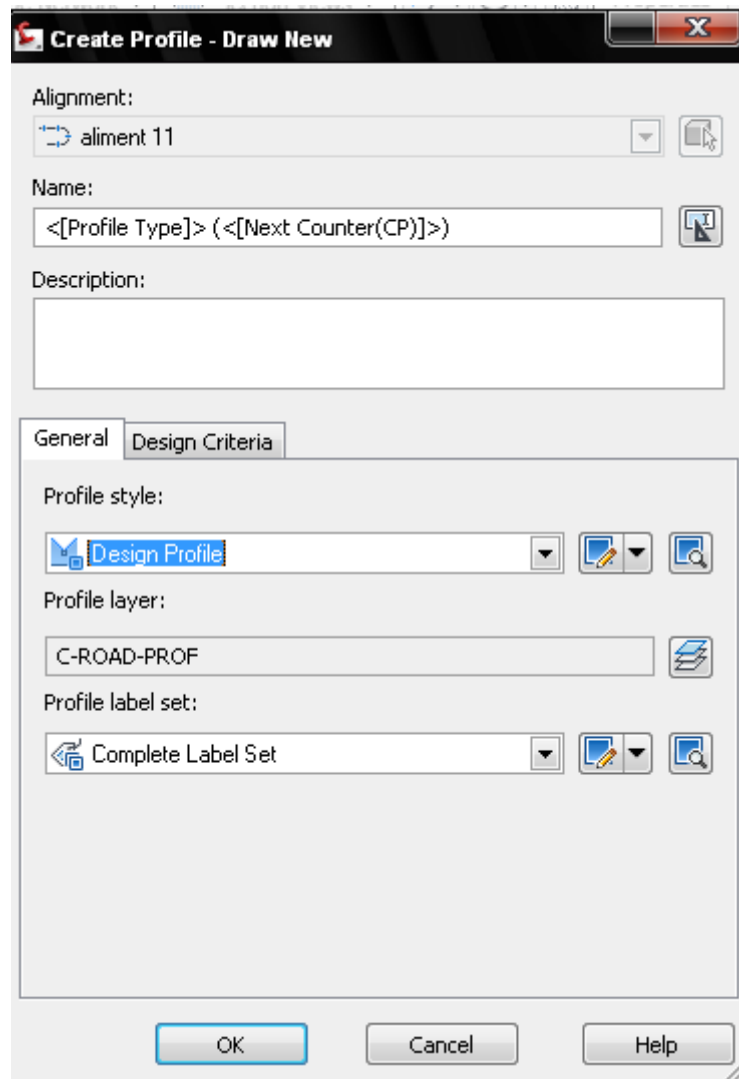 Create Profile - Draw New
Alignment:
aliment 11
Name:
<[Profile Type]> (<[Next Counter(CP)]>)
Description:
General Design Criteria
Profile style:
Design Profile
Profile layer:
C-ROAD-PROF
Profile label set:
Complete Label Set
OK Cancel Help